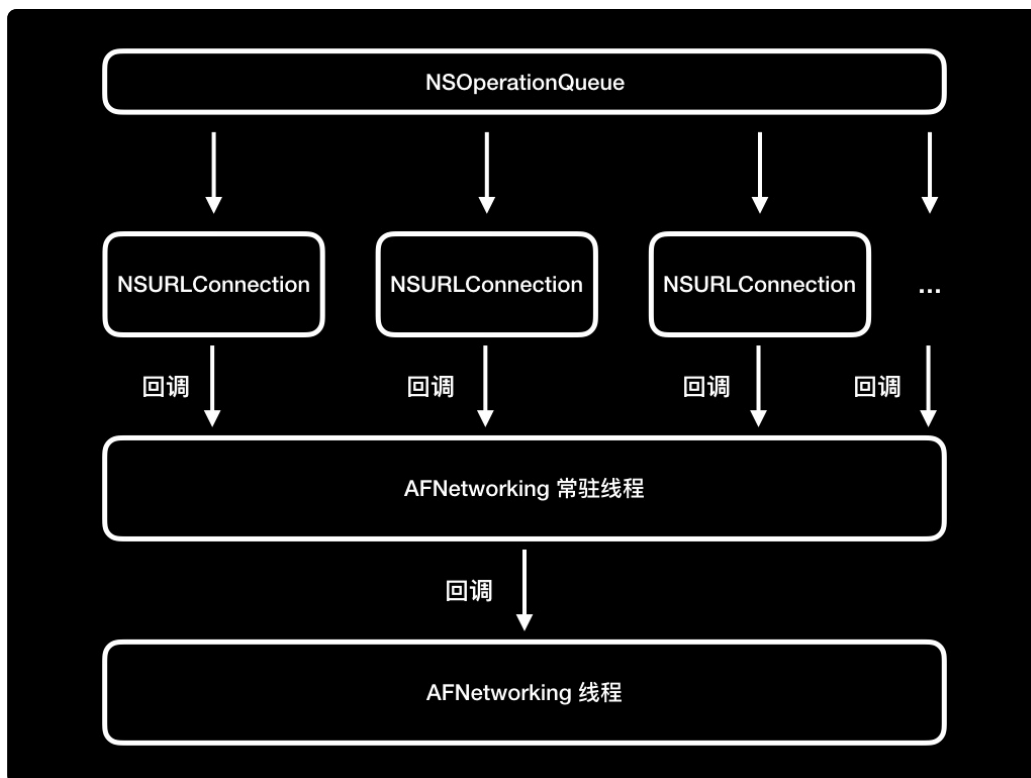 NSOperationQueue
NSURLConnection NSURLConnection NSURLConnection ...
回调 回调 回调 回调
AFNetworking 常驻线程
回调
AFNetworking 线程